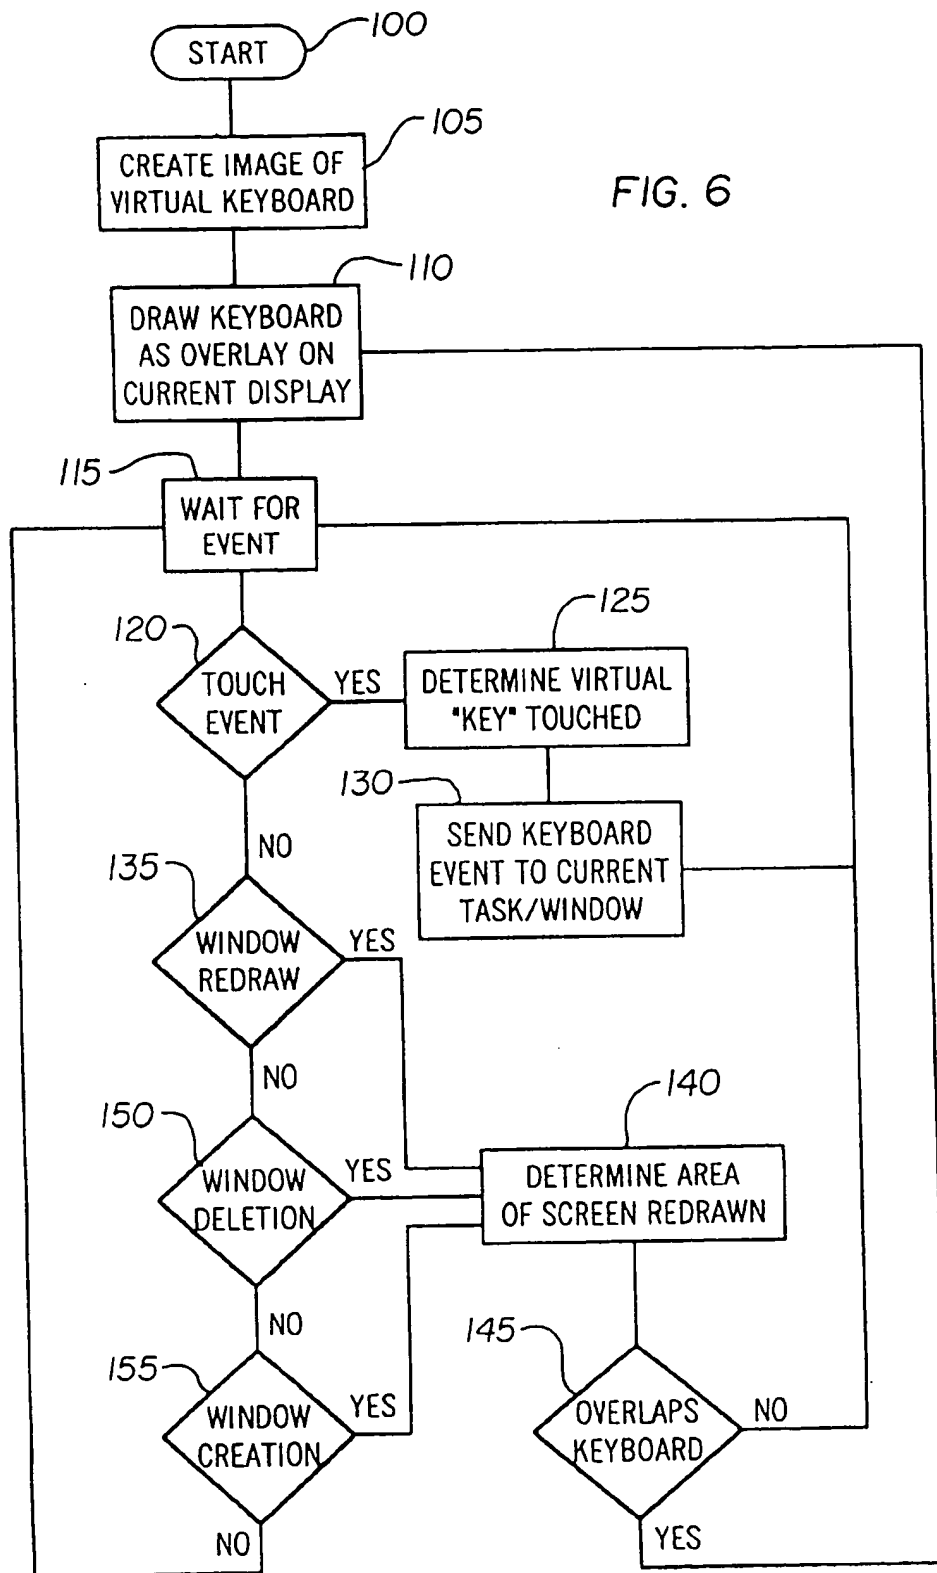 100
START
105
CREATE IMAGE OF
VIRTUAL KEYBOARD
FIG. 6
110
DRAW KEYBOARD
AS OVERLAY ON
CURRENT DISPLAY
115
WAIT FOR
EVENT
120
TOUCH
EVENT
YES
125
DETERMINE VIRTUAL
"KEY" TOUCHED
130
SEND KEYBOARD
EVENT TO CURRENT
TASK/WINDOW
NO
135
WINDOW
REDRAW
YES
NO
140
DETERMINE AREA
OF SCREEN REDRAWN
150
WINDOW
DELETION
YES
NO
145
OVERLAPS
KEYBOARD
NO
155
WINDOW
CREATION
YES
NO
YES